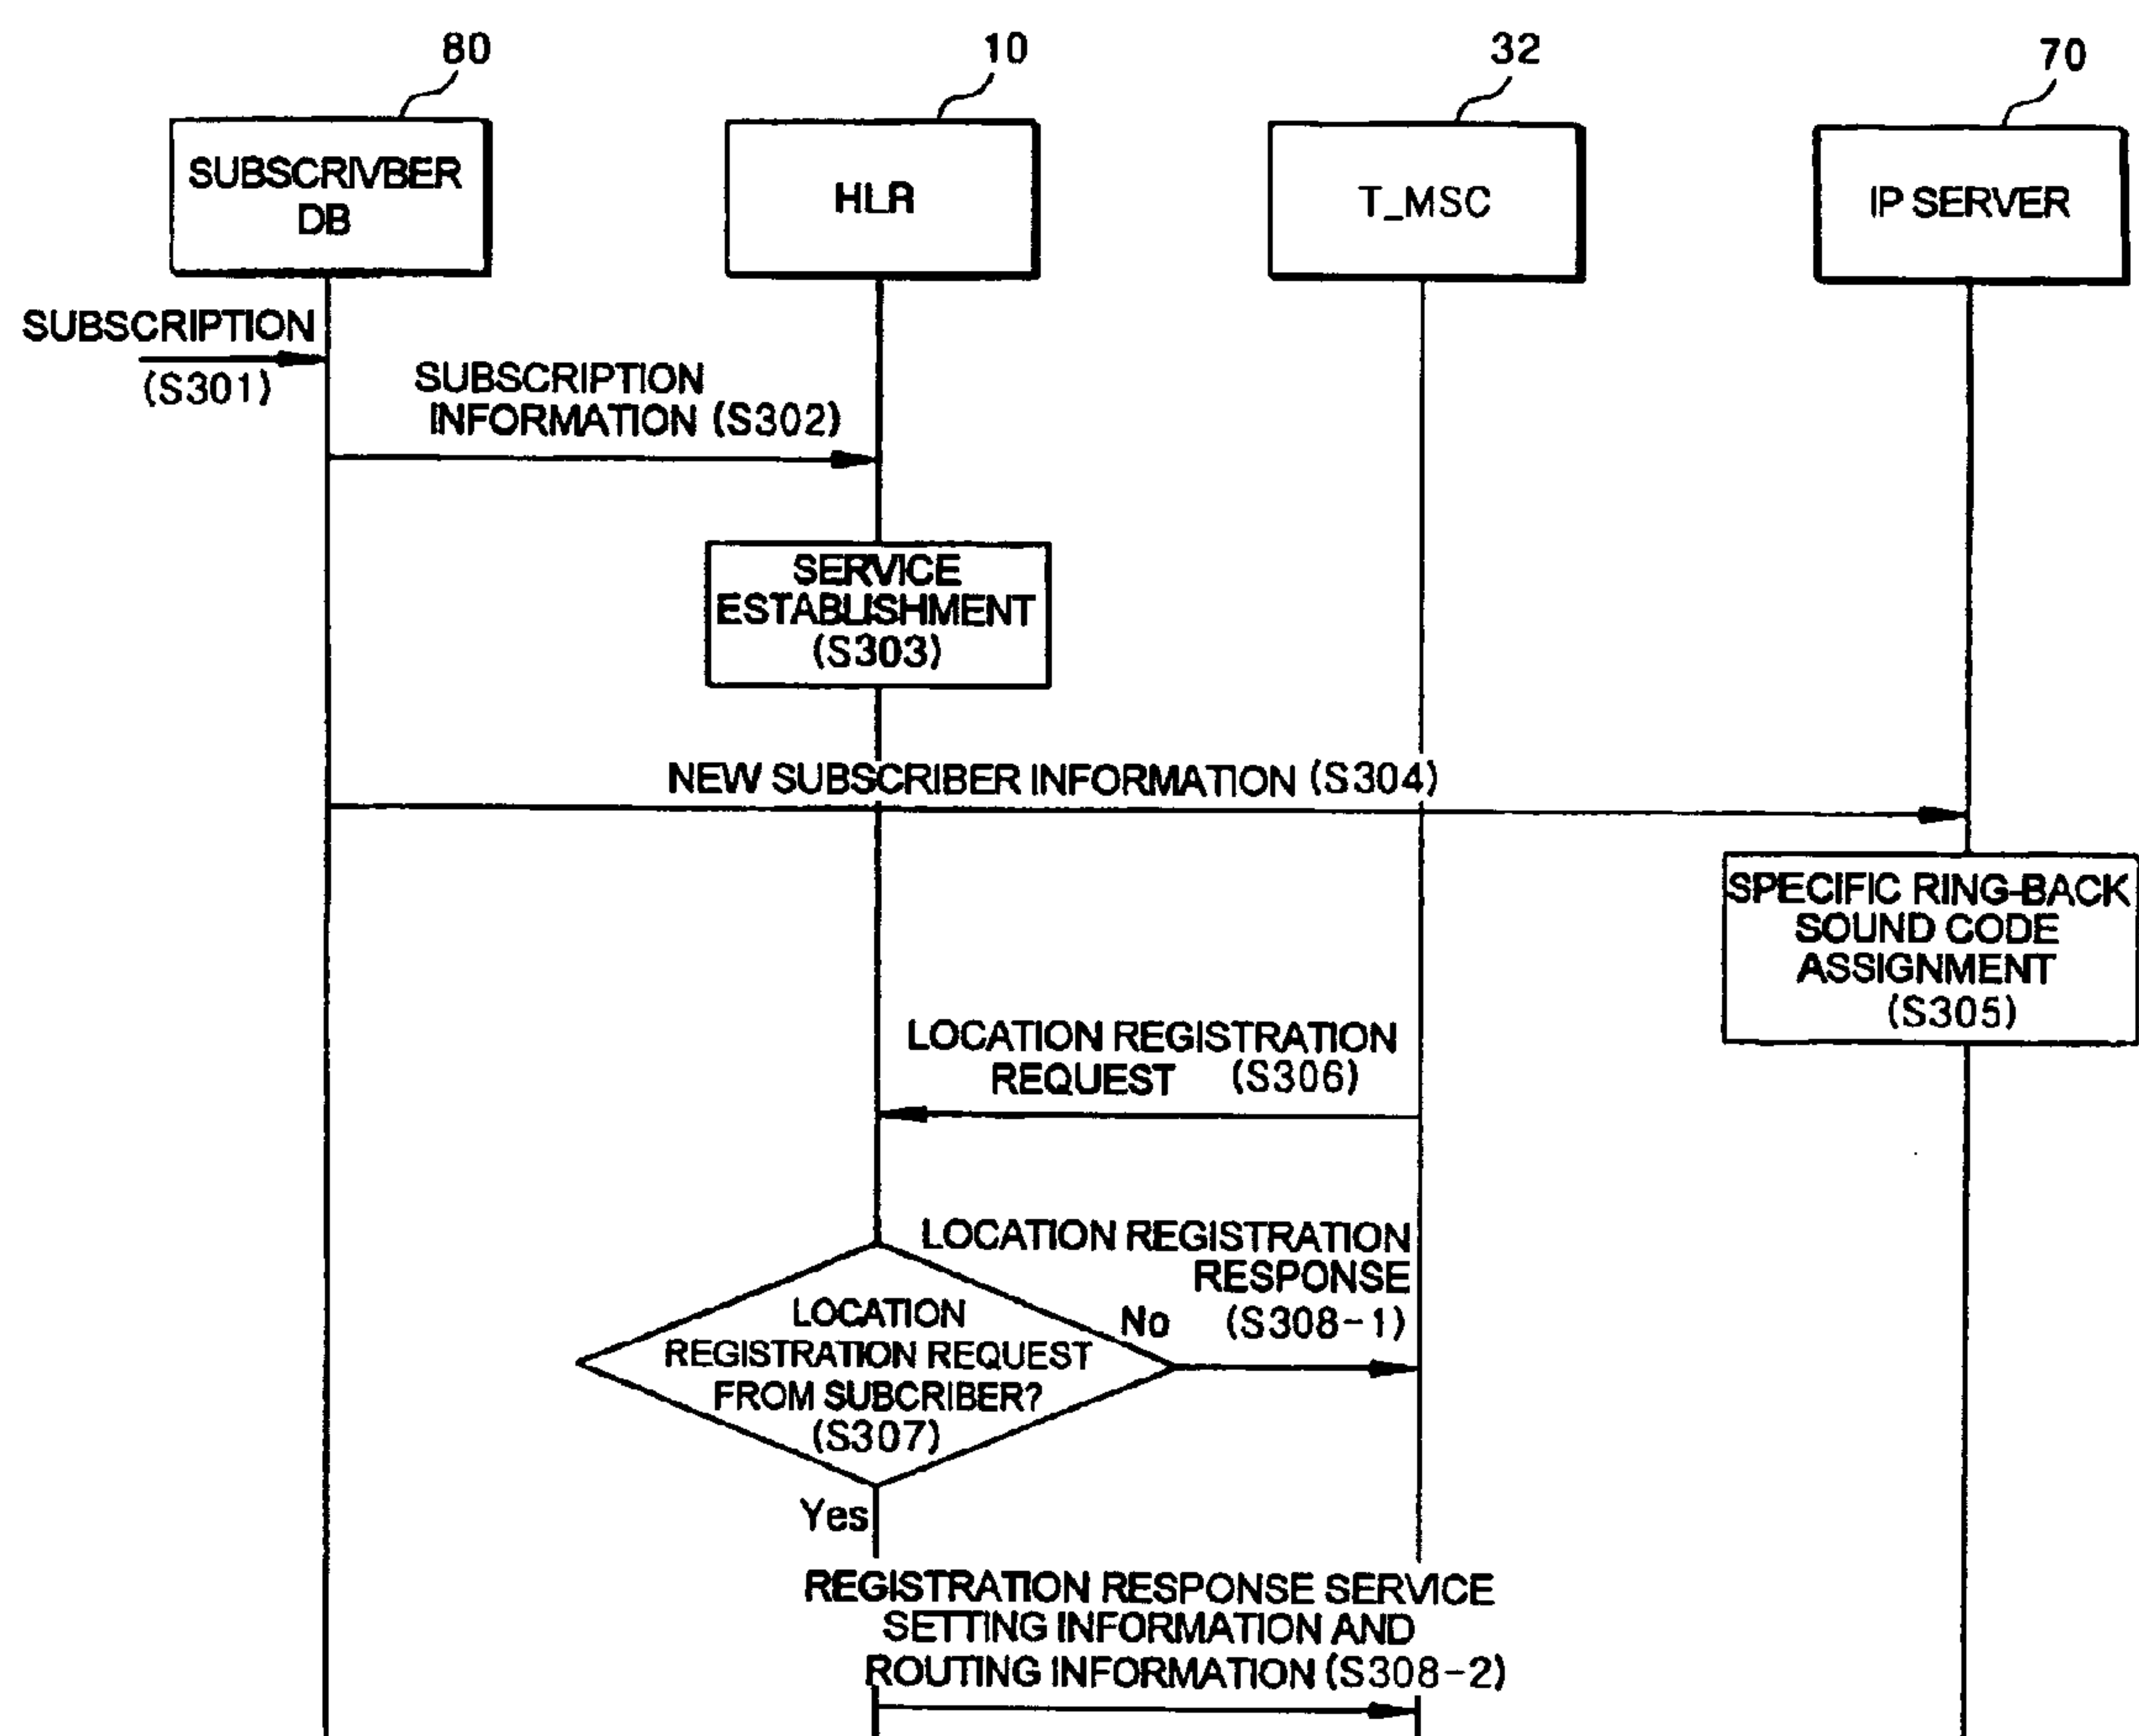 80
10
32
70
SUBSCRIVBER
DB
HLR
T_MSC
IP SERVER
SUBSCRIPTION
(S301)
SUBSCRIPTION
INFORMATION (S302)
SERVICE
ESTABLISHMENT
(S303)
NEW SUBSCRIBER INFORMATION (S304)
SPECIFIC RING-BACK
SOUND CODE
ASSIGNMENT
(S305)
LOCATION REGISTRATION
REQUEST (S306)
LOCATION REGISTRATION
RESPONSE
(S308-1)
LOCATION
REGISTRATION REQUEST
FROM SUBCRIBER?
(S307)
No
Yes
REGISTRATION RESPONSE SERVICE
SETTING INFORMATION AND
ROUTING INFORMATION (S308-2)